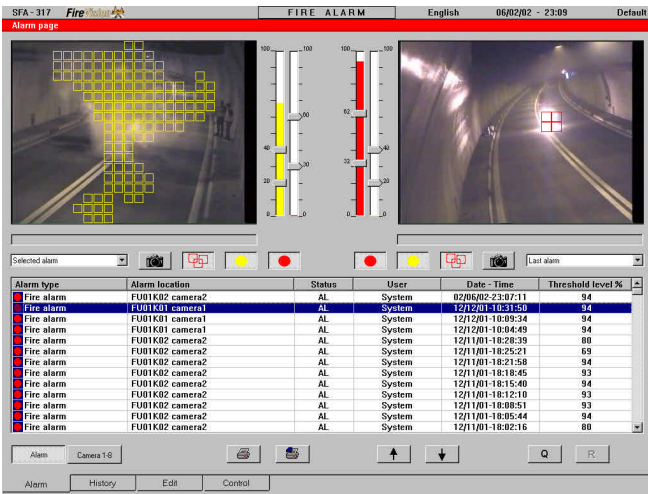 SFA - 317 FireVision FIRE ALARM English 06/02/02 - 23:09 Default
Alarm page
100 100 100 100
60 62
40 40
30 32
20 20
0 0 0 0
Selected alarm Last alarm
Alarm type Alarm location Status User Date - Time Threshold level %
Fire alarm FU01K02 camera2 AL System 02/06/02-23:07:11 94
Fire alarm FU01K01 camera1 AL System 12/12/01-10:31:50 94
Fire alarm FU01K01 camera1 AL System 12/12/01-10:09:34 94
Fire alarm FU01K01 camera1 AL System 12/12/01-10:04:49 94
Fire alarm FU01K02 camera2 AL System 12/11/01-18:28:39 80
Fire alarm FU01K02 camera2 AL System 12/11/01-18:25:21 69
Fire alarm FU01K02 camera2 AL System 12/11/01-18:21:58 94
Fire alarm FU01K02 camera2 AL System 12/11/01-18:18:45 93
Fire alarm FU01K02 camera2 AL System 12/11/01-18:15:40 94
Fire alarm FU01K02 camera2 AL System 12/11/01-18:12:10 93
Fire alarm FU01K02 camera2 AL System 12/11/01-18:08:51 93
Fire alarm FU01K02 camera2 AL System 12/11/01-18:05:44 94
Fire alarm FU01K02 camera2 AL System 12/11/01-18:02:16 80
Alarm Camera 1-8 Q R
Alarm History Edit Control